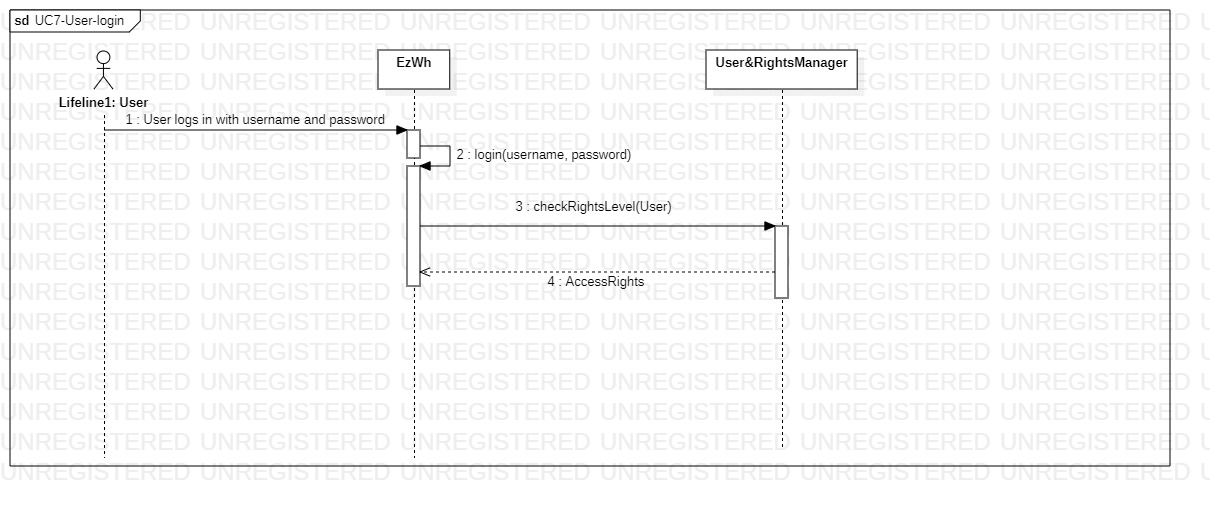 sd UC7-User-login
EzWh
User&RightsManager
Lifeline1: User
1 : User logs in with username and password
2 : login(username, password)
3 : checkRightsLevel(User)
4 : AccessRights
UNREGISTERED UNREGISTERED UNREGISTERED UNREGISTERED UNREGISTERED UNREGISTERED